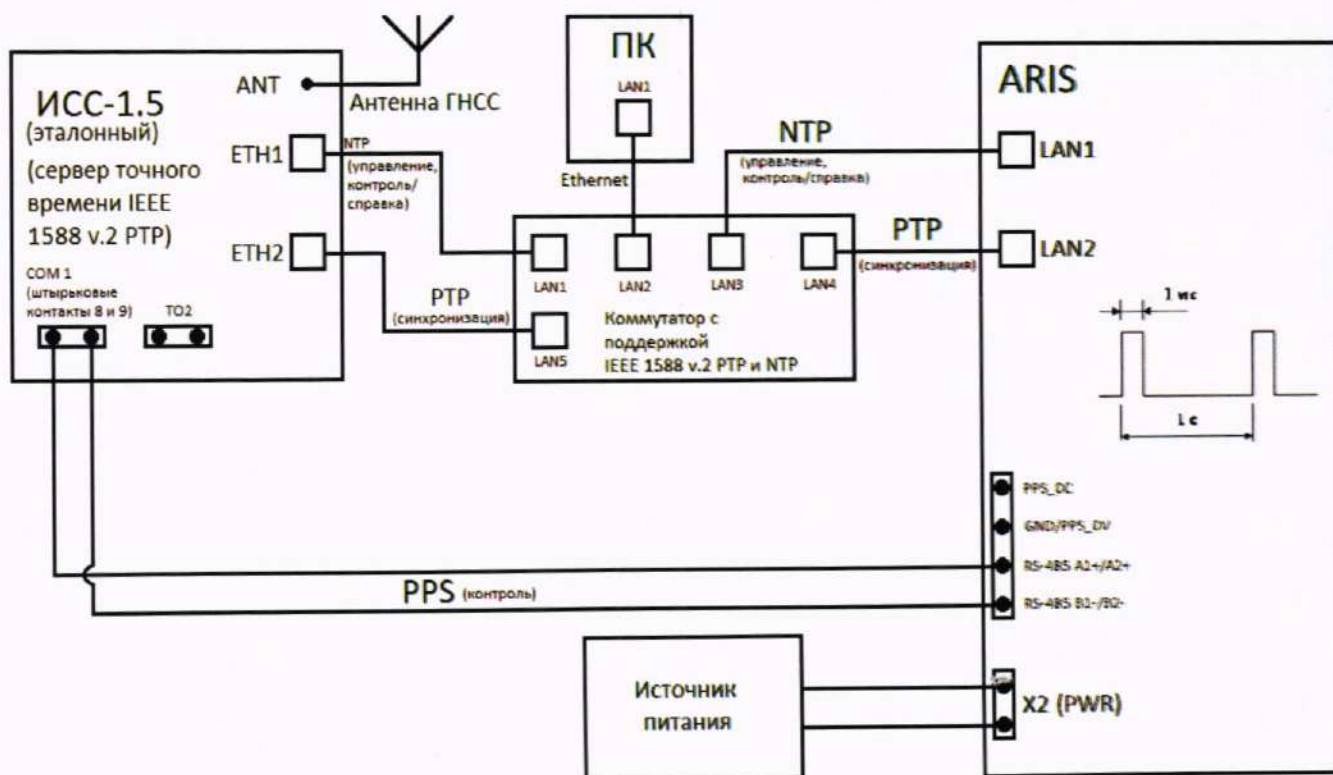 ИСС-1.5
(эталонный)
(сервер точного
времени IEEE
1588 v.2 PTP)
ANT
Антенна ГНСС
ETH1
ETH2
COM 1
(штырьковые
контакты 8 и 9)
TO2
NTP
(управление,
контроль/
справка)
PTP
(синхронизация)
ПК
LAN1
Ethernet
LAN1
LAN2
LAN3
LAN4
LAN5
Коммутатор с
поддержкой
IEEE 1588 v.2 PTP и NTP
NTP
(управление,
контроль/справка)
PTP
(синхронизация)
ARIS
LAN1
LAN2
1 с
PPS_DC
GND/PPS_DV
RS-485 A1+/A2+
RS-485 B1-/B2-
PPS (контроль)
Источник
питания
X2 (PWR)